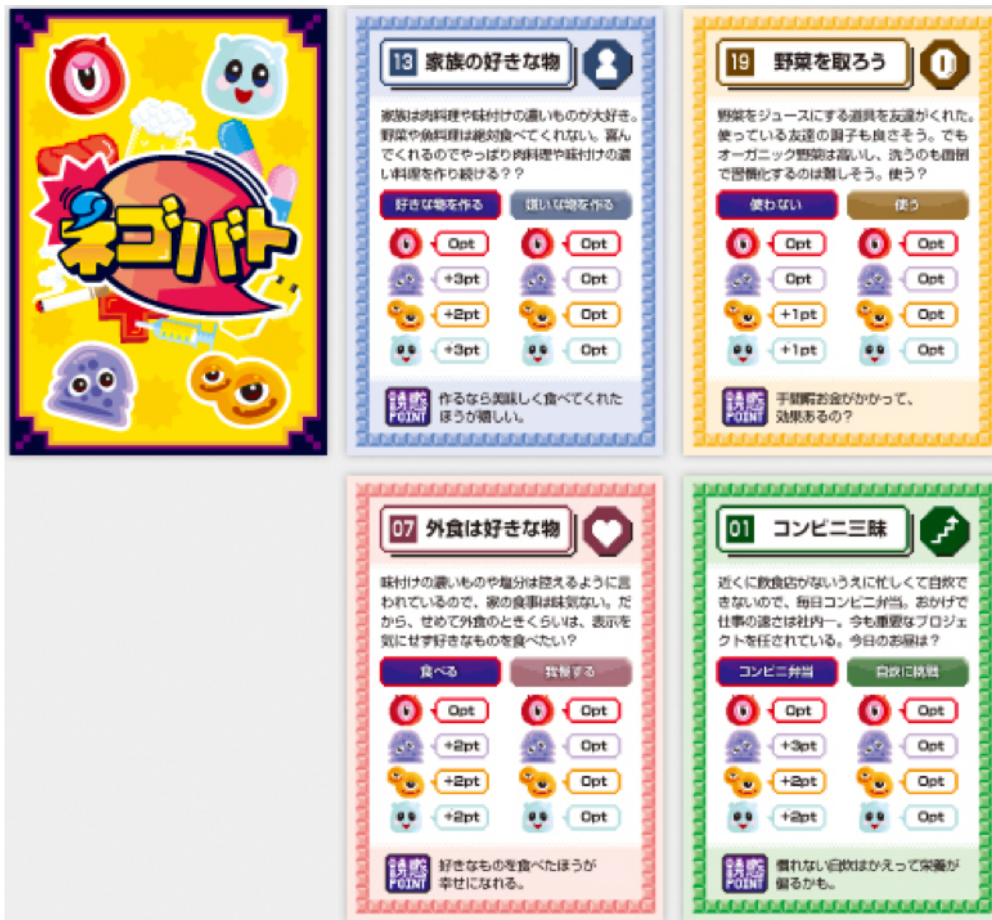 ネゴバト
13 家族の好きな物
家族は肉料理や味付けの濃いものが大好き。
野菜や魚料理は絶対食べてくれない。喜ん
でくれるのでやっぱり肉料理や味付けの濃
い料理を作り続ける??
好きな物を作る 嫌いな物を作る
0pt 0pt
+3pt 0pt
+2pt 0pt
+3pt 0pt
誘惑
POINT
作るなら美味しく食べてくれた
ほうが嬉しい。
19 野菜を取ろう
野菜をジュースにする道具を友達がくれた。
使っている友達の調子も良さそう。でも
オーガニック野菜は高いし、洗うのも面倒
で習慣化するのは難しそう。使う?
使わない 使う
0pt 0pt
0pt 0pt
+1pt 0pt
+1pt 0pt
誘惑
POINT
手間暇お金がかかって、
効果あるの?
07 外食は好きな物
味付けの濃いものや塩分は控えるように言
われているので、家の食事は味気ない。だ
から、せめて外食のときくらいは、表示を
気にせず好きなものを食べたい?
食べる 我慢する
0pt 0pt
+2pt 0pt
+2pt 0pt
+2pt 0pt
誘惑
POINT
好きなものを食べたほうが
幸せになれる。
01 コンビニ三昧
近くに飲食店がないうえに忙しくて自炊で
きないので、毎日コンビニ弁当。おかげで
仕事の速さは社内一。今も重要なプロジェ
クトを任されている。今日のお昼は?
コンビニ弁当 自炊に挑戦
0pt 0pt
+3pt 0pt
+2pt 0pt
+2pt 0pt
誘惑
POINT
慣れない自炊はかえって栄養が
偏るかも。